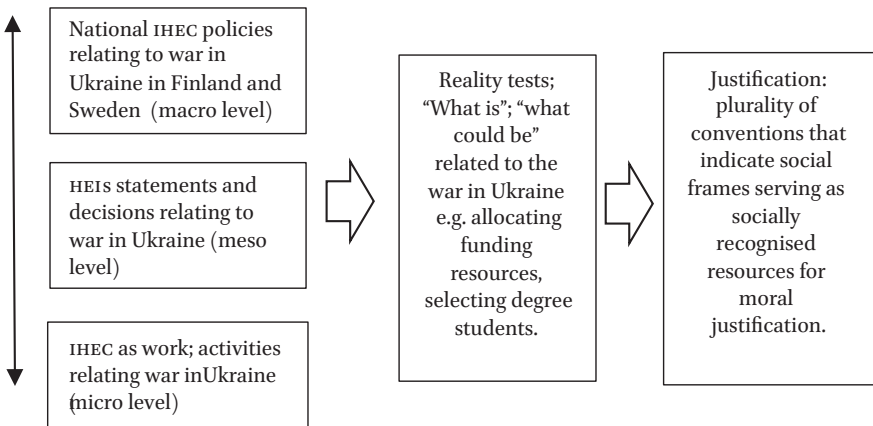 National IHEC policies
relating to war in
Ukraine in Finland and
Sweden (macro level)
HEIs statements and
decisions relating to
war in Ukraine (meso
level)
IHEC as work; activities
relating war inUkraine
(micro level)
Reality tests;
“What is”; “what
could be”
related to the
war in Ukraine
e.g. allocating
funding
resources,
selecting degree
students.
Justification:
plurality of
conventions that
indicate social
frames serving as
socially
recognised
resources for
moral
justification.